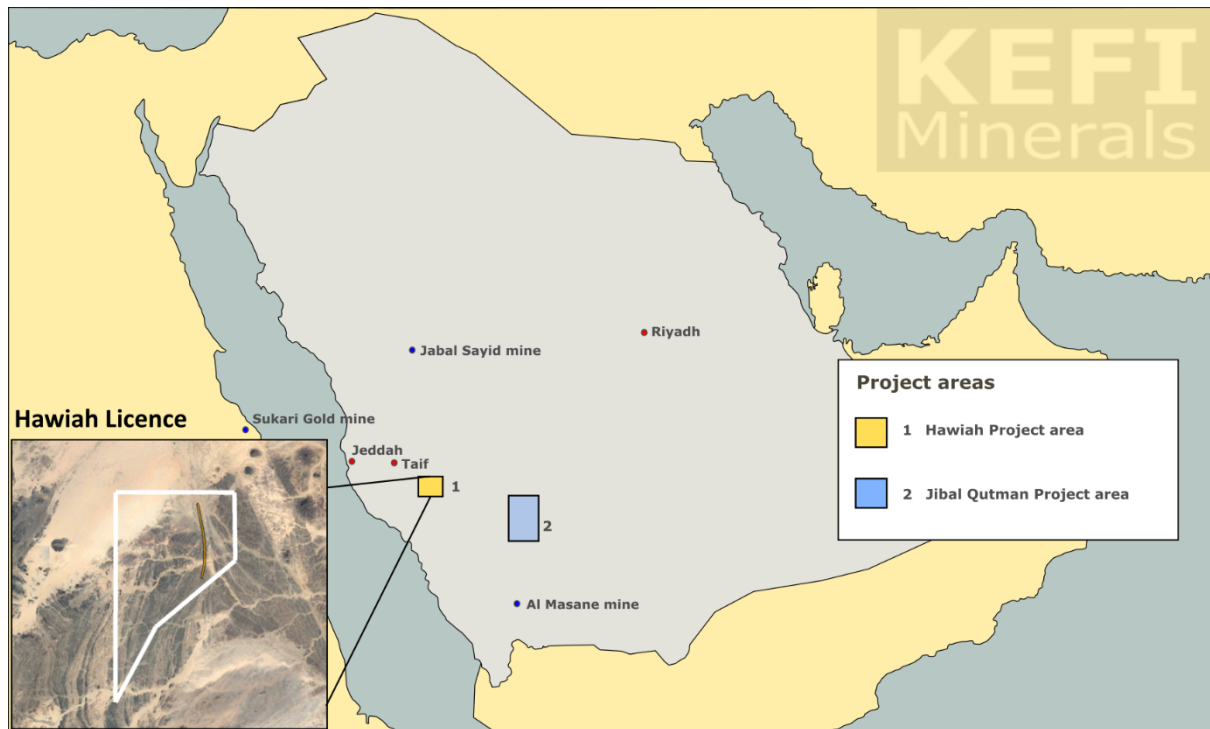 KEFI
Minerals
Riyadh
Jabal Sayid mine
Sukari Gold mine
Hawiah Licence
Jeddah
Taif
1
2
Al Masane mine
Project areas
1 Hawiah Project area
2 Jibal Qutman Project area